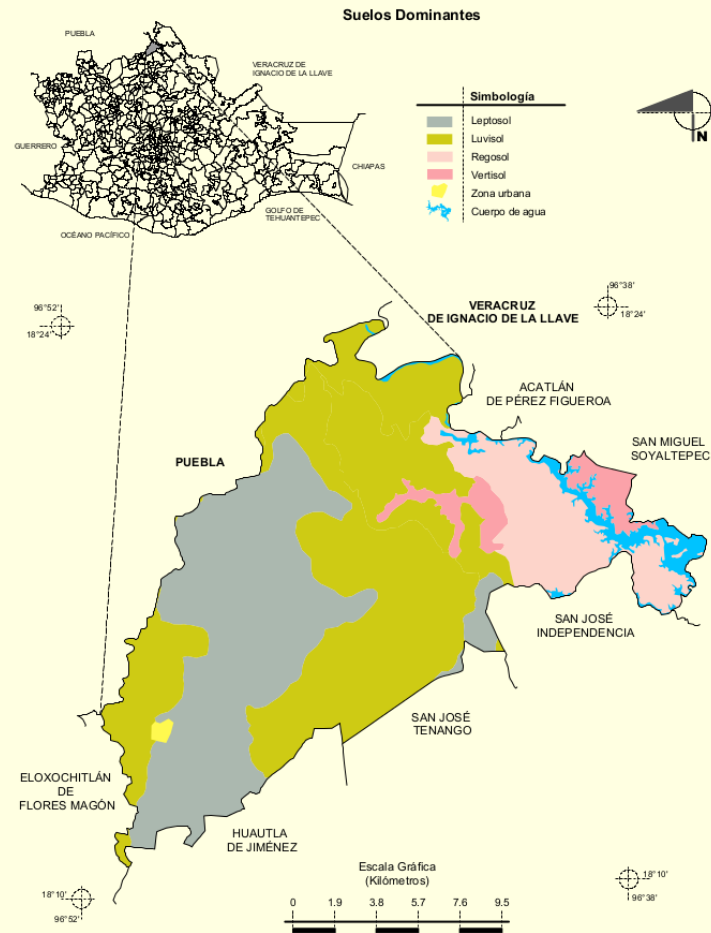 Suelos Dominantes
PUEBLA
VERACRUZ DE
IGNACIO DE LA LLAVE
GUERRERO
CHIAPAS
GOLFO DE
TEHUANTEPEC
OCÉANO PACÍFICO
Simbología
Leptosol
Luvisol
Regosol
Vertisol
Zona urbana
Cuerpo de agua
N
96°52'
18°24'
96°38'
18°24'
VERACRUZ
DE IGNACIO DE LA LLAVE
ACATLÁN
DE PÉREZ FIGUEROA
SAN MIGUEL
SOYALTEPEC
PUEBLA
SAN JOSÉ
INDEPENDENCIA
SAN JOSÉ
TENANGO
ELOXOCHITLÁN
DE
FLORES MAGÓN
HUAUTLA
DE JIMÉNEZ
18°10'
96°52'
18°10'
96°38'
Escala Gráfica
(Kilómetros)
0 1.9 3.8 5.7 7.6 9.5